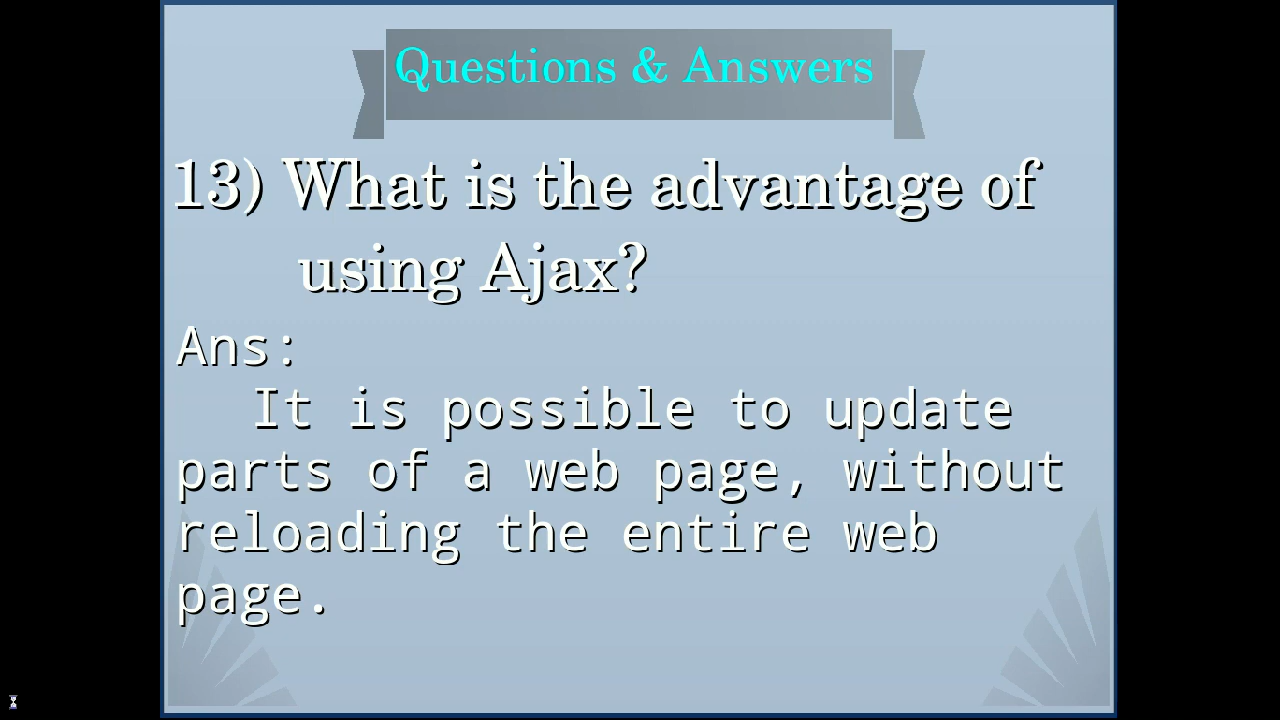 Questions & Answers
13) What is the advantage of
using Ajax?
Ans:
It is possible to update
parts of a web page, without
reloading the entire web
page.